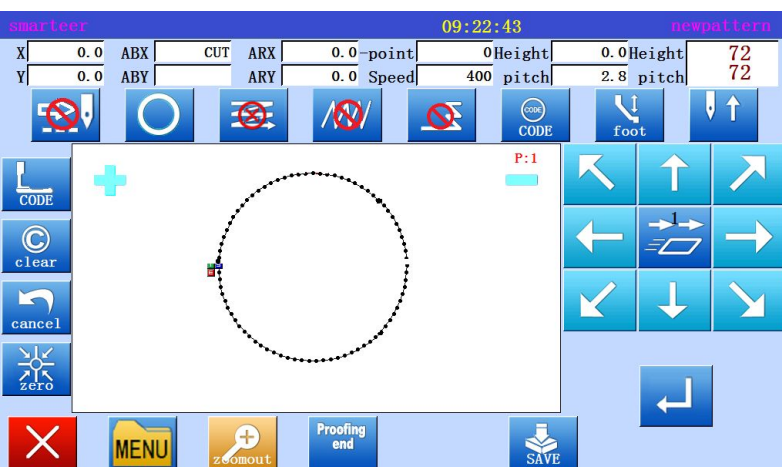 smarteer 09:22:43 newpattern
X 0.0 ABX CUT ARX 0.0 -point 0 Height 0.0 Height 72
Y 0.0 ABY ARY 0.0 Speed 400 pitch 2.8 pitch 72
CODE
CODE foot
P:1
CODE
1
© clear
cancel
zero
Proofing
end
MENU
zoomout
SAVE